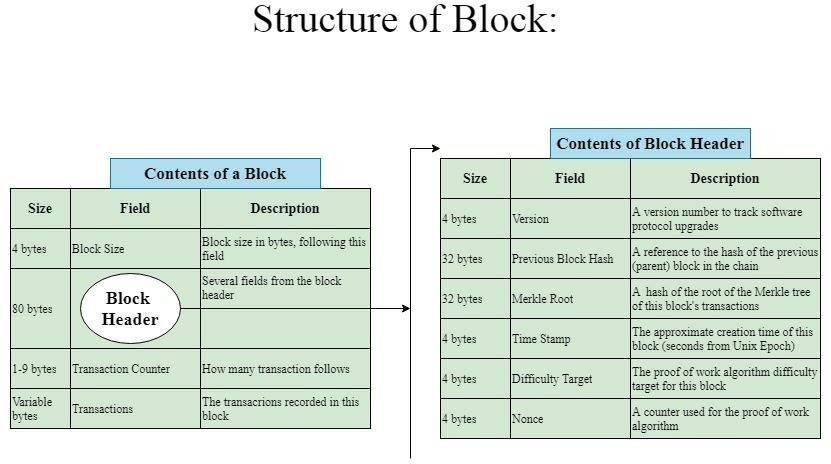 Structure of Block:
Contents of a Block
Size Field Description
4 bytes Block Size Block size in bytes, following this
field
80 bytes Block
Header Several fields from the block
header
1-9 bytes Transaction Counter How many transaction follows
Variable
bytes Transactions The transacrions recorded in this
block
Contents of Block Header
Size Field Description
4 bytes Version A version number to track software
protocol upgrades
32 bytes Previous Block Hash A reference to the hash of the previous
(parent) block in the chain
32 bytes Merkle Root A hash of the root of the Merkle tree
of this block's transactions
4 bytes Time Stamp The approximate creation time of this
block (seconds from Unix Epoch)
4 bytes Difficulty Target The proof of work algorithm difficulty
target for this block
4 bytes Nonce A counter used for the proof of work
algorithm